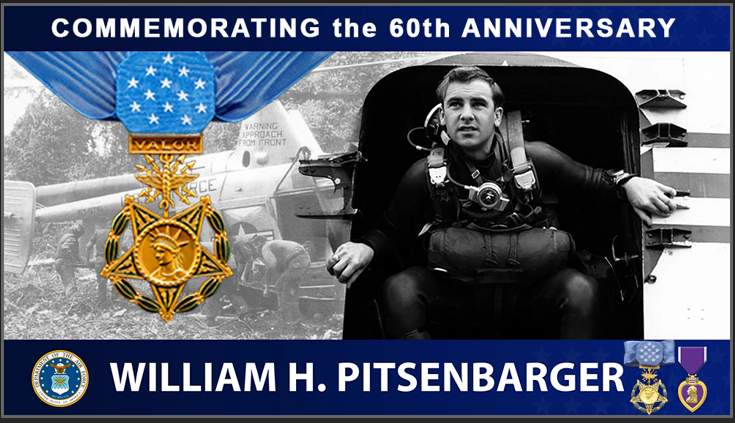 COMMEMORATING the 60th ANNIVERSARY
WARNING
APPROACH
FROM FRONT
VALOR
WILLIAM H. PITSENBARGER